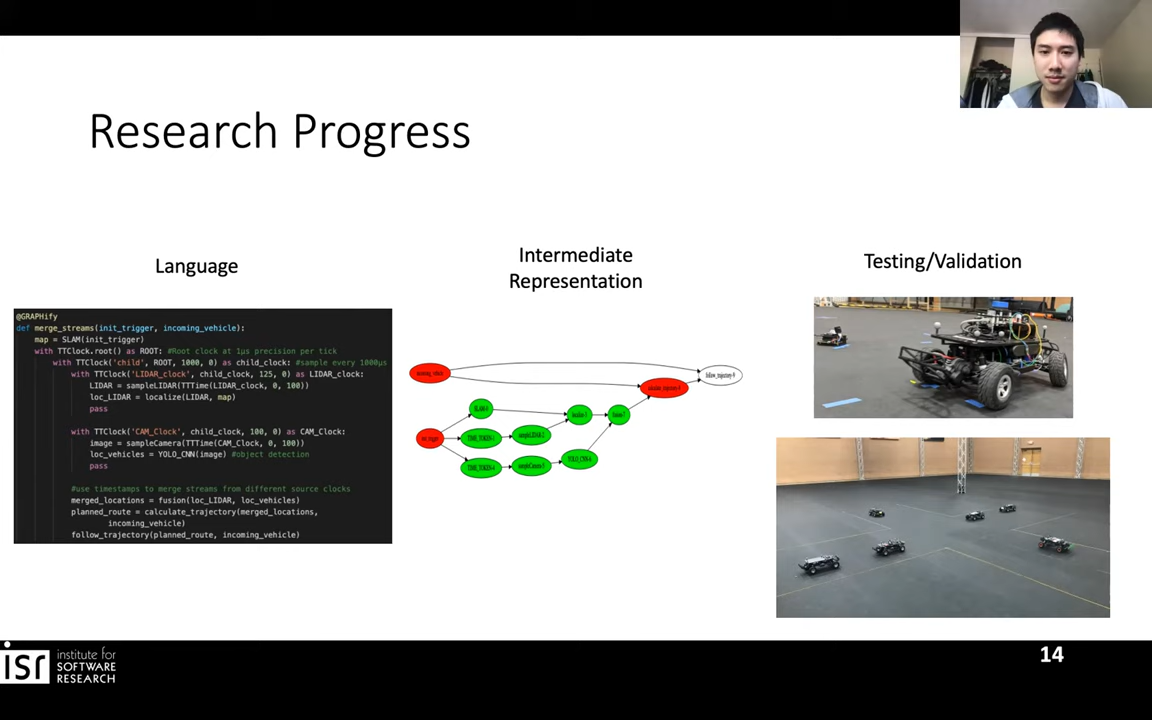 Research Progress
Language
@GRAPHify
def merge_streams(init_trigger, incoming_vehicle):
map = SLAM(init_trigger)
with TTClock.root() as ROOT: #Root clock at 1µs precision per tick
with TTClock('child', ROOT, 1000, 0) as child_clock: #sample every 1000µs
with TTClock('LIDAR_clock', child_clock, 125, 0) as LIDAR_clock:
LIDAR = sampleLIDAR(TTTime(LIDAR_clock, 0, 100))
loc_LIDAR = localize(LIDAR, map)
pass
with TTClock('CAM_Clock', child_clock, 100, 0) as CAM_Clock:
image = sampleCamera(TTTime(CAM_Clock, 0, 100))
loc_vehicles = YOLO_CNN(image) #object detection
pass
#use timestamps to merge streams from different source clocks
merged_locations = fusion(loc_LIDAR, loc_vehicles)
planned_route = calculate_trajectory(merged_locations,
incoming_vehicle)
follow_trajectory(planned_route, incoming_vehicle)
Intermediate
Representation
Testing/Validation
isr institute for
SOFTWARE
RESEARCH
14